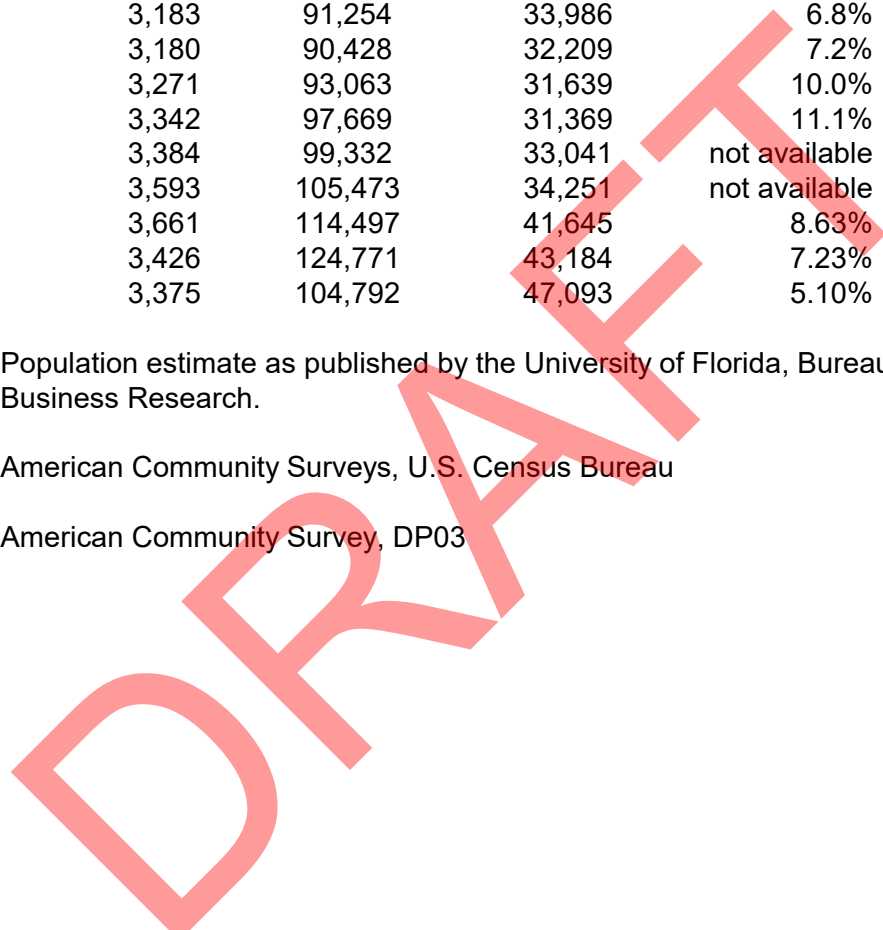 3,183 91,254 33,986 6.8%
3,180 90,428 32,209 7.2%
3,271 93,063 31,639 10.0%
3,342 97,669 31,369 11.1%
3,384 99,332 33,041 not available
3,593 105,473 34,251 not available
3,661 114,497 41,645 8.63%
3,426 124,771 43,184 7.23%
3,375 104,792 47,093 5.10%
Population estimate as published by the University of Florida, Bureau
Business Research.
American Community Surveys, U.S. Census Bureau
American Community Survey, DP03
DRAFT